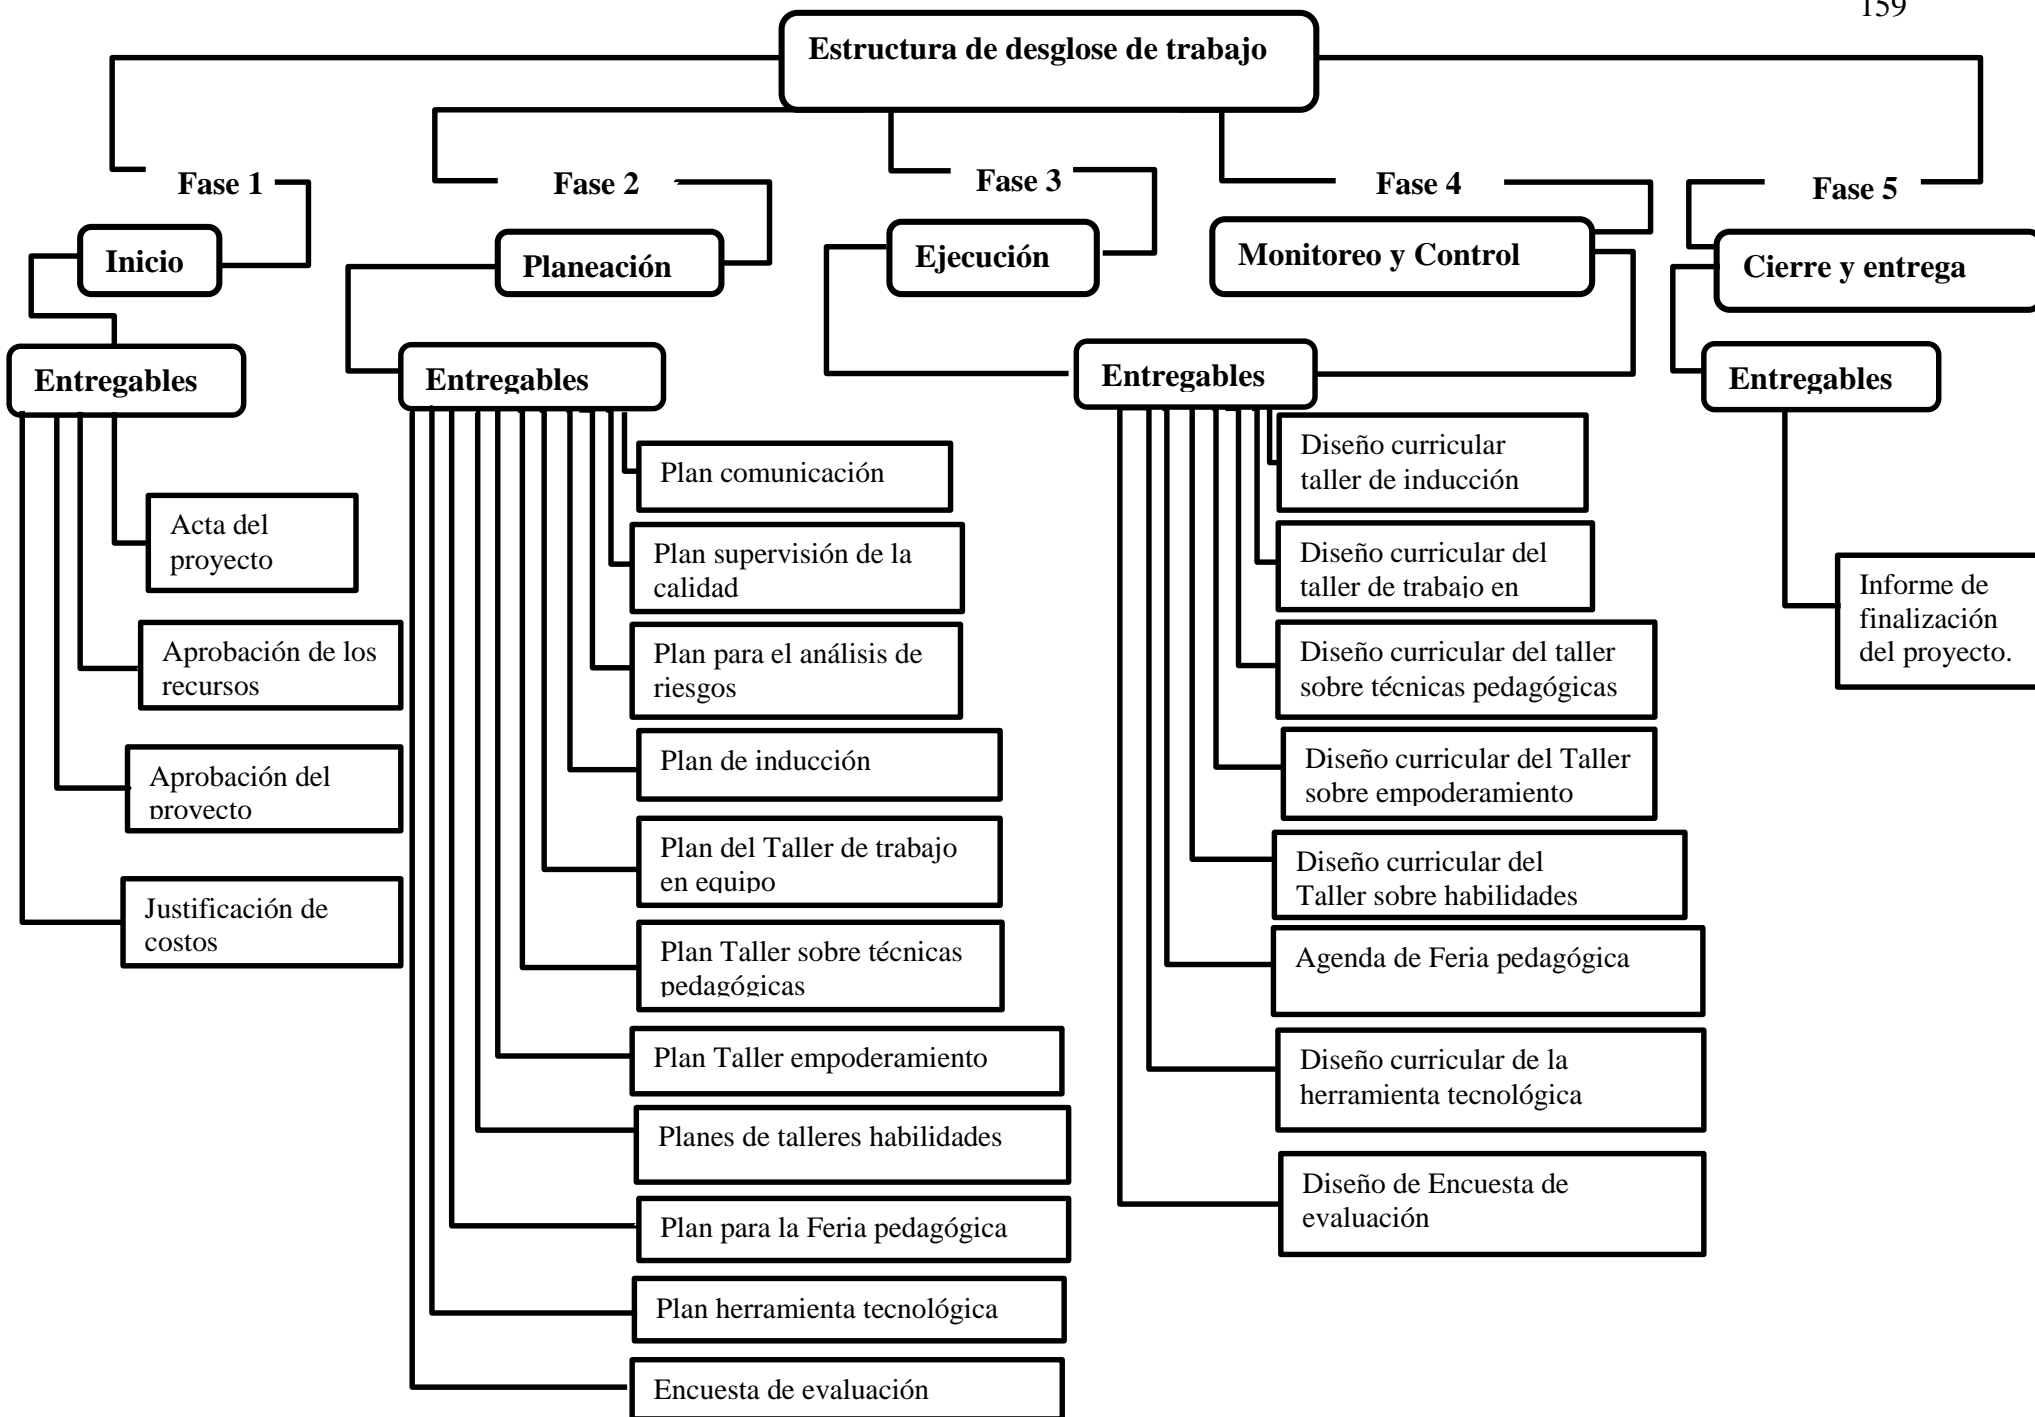 159
Estructura de desglose de trabajo
Fase 1
Fase 2
Fase 3
Fase 4
Fase 5
Inicio
Planeación
Ejecución
Monitoreo y Control
Cierre y entrega
Entregables
Acta del
proyecto
Aprobación de los
recursos
Aprobación del
proyecto
Justificación de
costos
Entregables
Plan comunicación
Plan supervisión de la
calidad
Plan para el análisis de
riesgos
Plan de inducción
Plan del Taller de trabajo
en equipo
Plan Taller sobre técnicas
pedagógicas
Plan Taller empoderamiento
Planes de talleres habilidades
Plan para la Feria pedagógica
Plan herramienta tecnológica
Encuesta de evaluación
Entregables
Diseño curricular
taller de inducción
Diseño curricular del
taller de trabajo en
Diseño curricular del taller
sobre técnicas pedagógicas
Diseño curricular del Taller
sobre empoderamiento
Diseño curricular del
Taller sobre habilidades
Agenda de Feria pedagógica
Diseño curricular de la
herramienta tecnológica
Diseño de Encuesta de
evaluación
Entregables
Informe de
finalización
del proyecto.